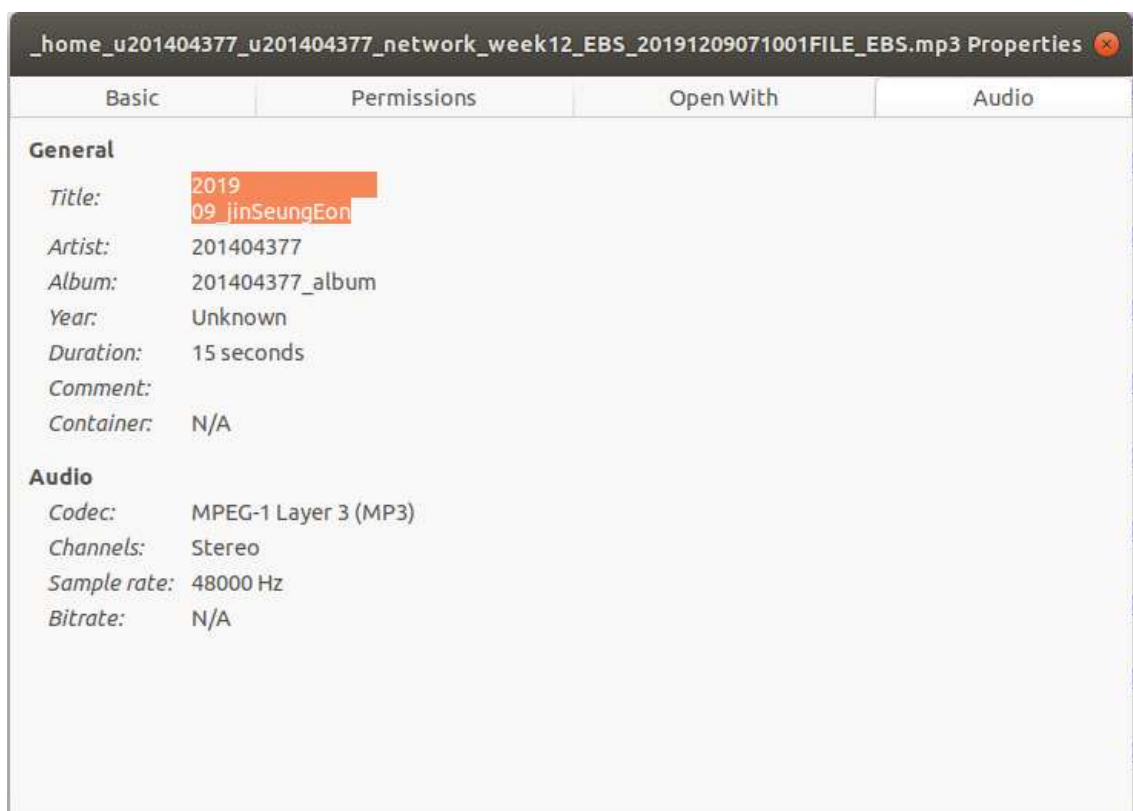 _home_u201404377_u201404377_network_week12_EBS_20191209071001FILE_EBS.mp3 Properties
Basic Permissions Open With Audio
General
Title: 2019
09_jinSeungEon
Artist: 201404377
Album: 201404377_album
Year: Unknown
Duration: 15 seconds
Comment:
Container: N/A
Audio
Codec: MPEG-1 Layer 3 (MP3)
Channels: Stereo
Sample rate: 48000 Hz
Bitrate: N/A